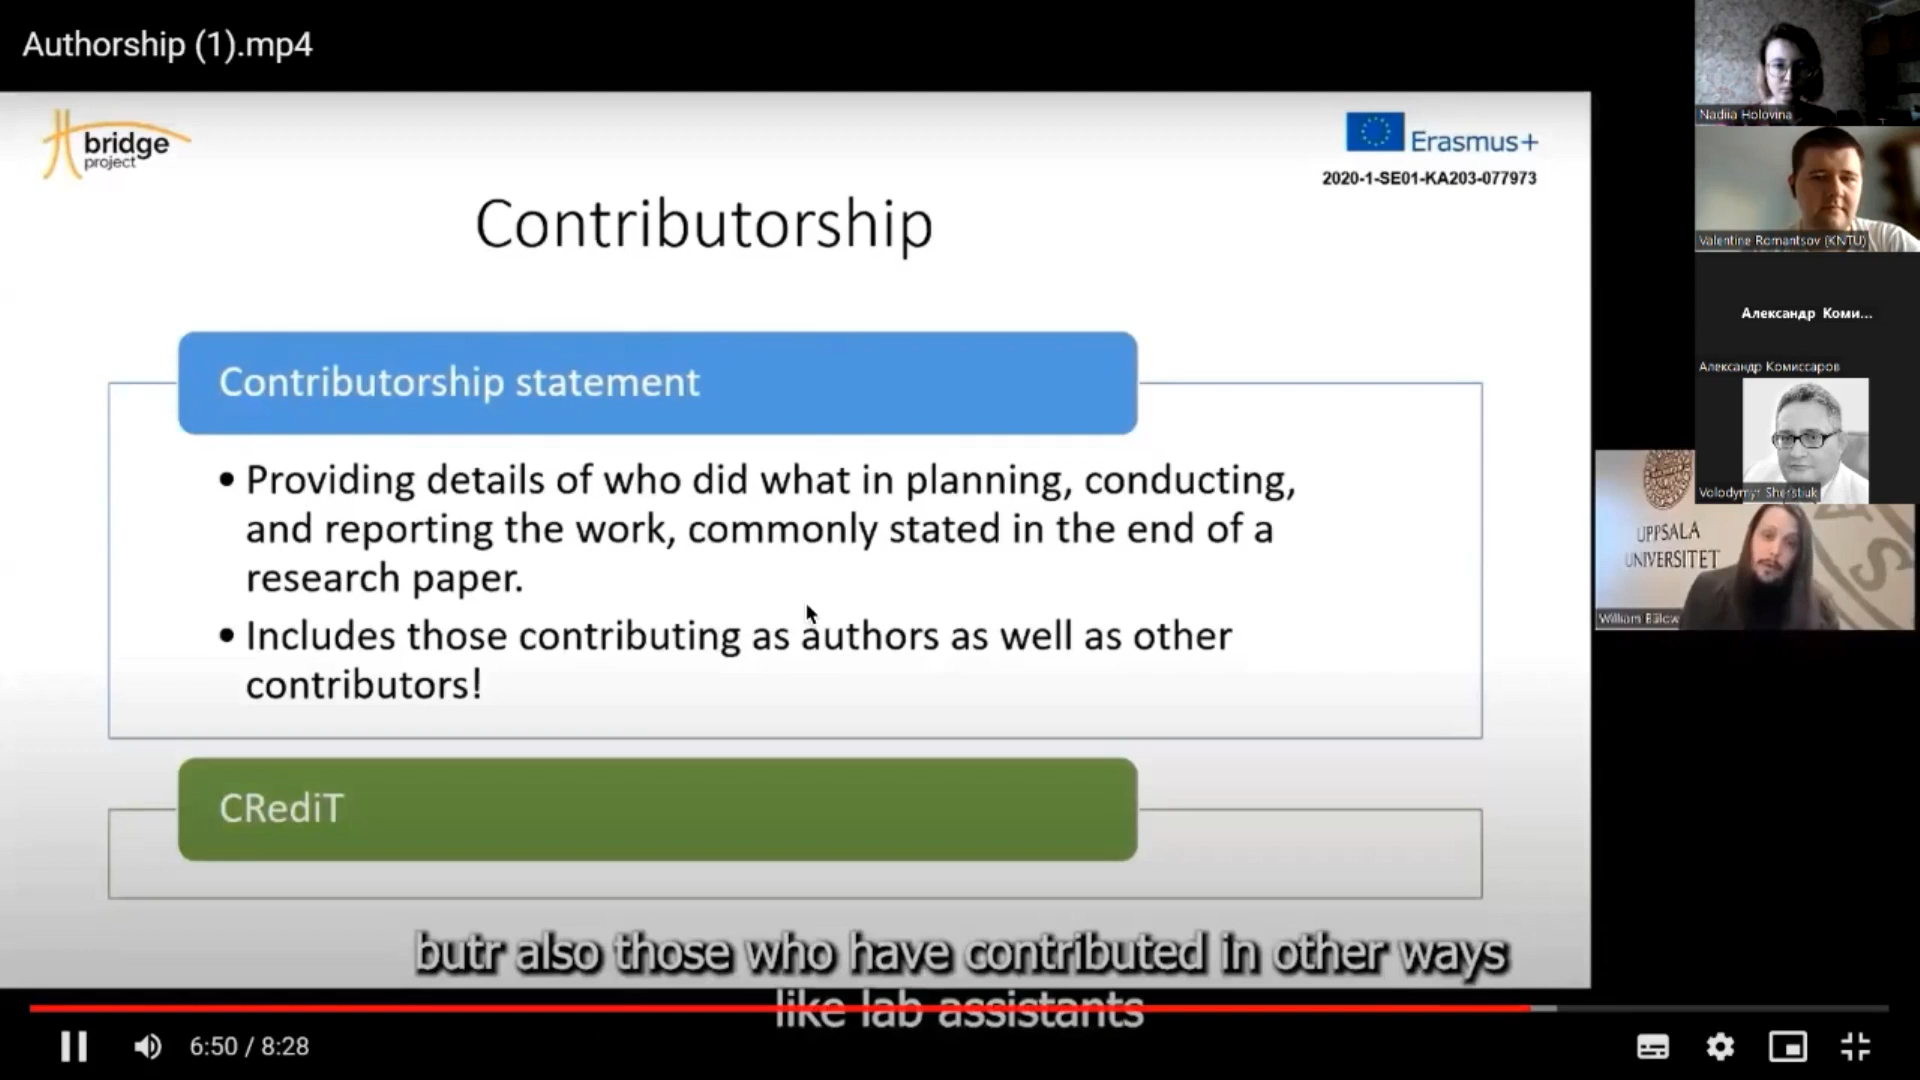 Authorship (1).mp4
bridge
project
Erasmus+
2020-1-SE01-KA203-077973
Contributorship
Contributorship statement
• Providing details of who did what in planning, conducting,
and reporting the work, commonly stated in the end of a
research paper.
• Includes those contributing as authors as well as other
contributors!
CRediT
butr also those who have contributed in other ways
like lab assistants
6:50 / 8:28
Nadiia Holovina
Valentine Romantsov (KNTU)
Александр Коми...
Александр Комиссаров
Volodymyr Sherstiuk
UPPSALA
UNIVERSITET
William Bülow